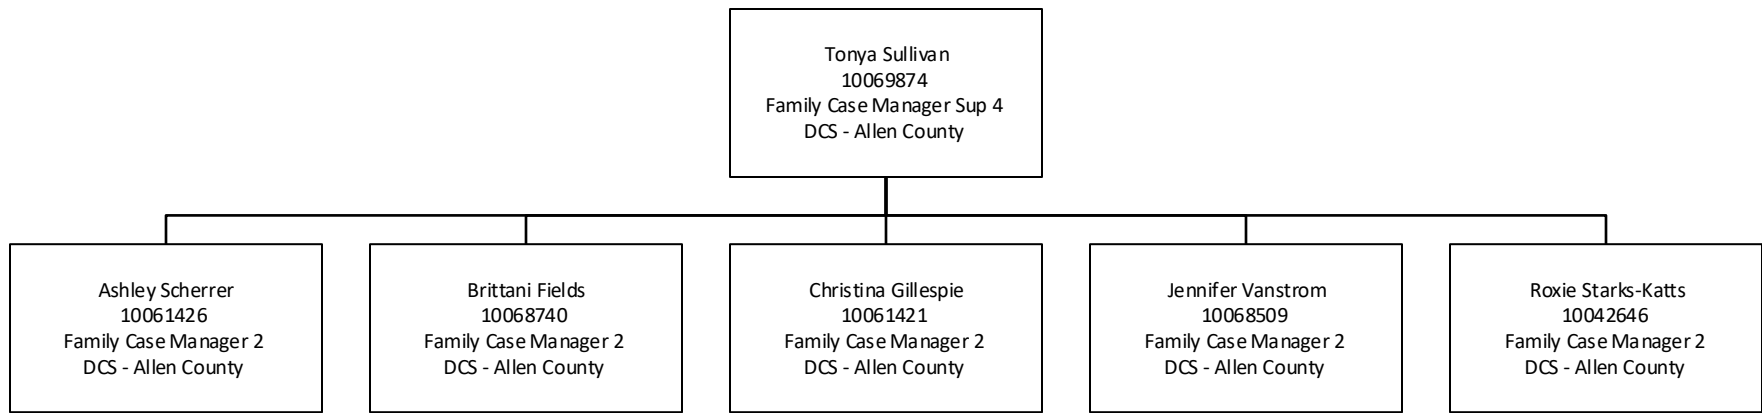 Tonya Sullivan
10069874
Family Case Manager Sup 4
DCS - Allen County
Ashley Scherrer
10061426
Family Case Manager 2
DCS - Allen County
Brittani Fields
10068740
Family Case Manager 2
DCS - Allen County
Christina Gillespie
10061421
Family Case Manager 2
DCS - Allen County
Jennifer Vanstrom
10068509
Family Case Manager 2
DCS - Allen County
Roxie Starks-Katts
10042646
Family Case Manager 2
DCS - Allen County